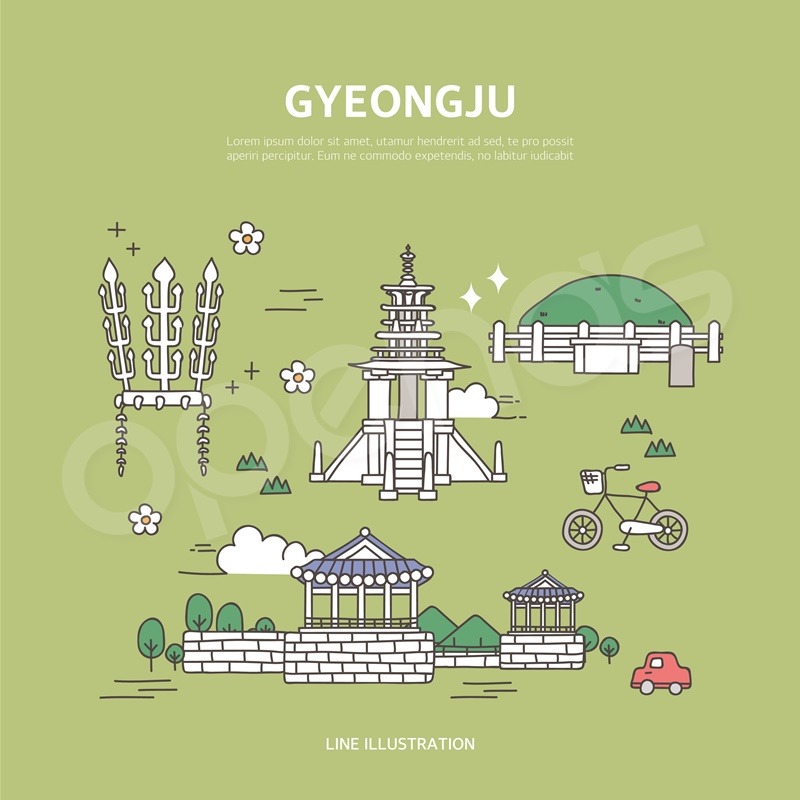 GYEONGJU
Lorem ipsum dolor sit amet, utamur hendrerit ad sed, te pro possit
aperiri percipitur. Eum ne commodo expetendis, no labitur iudicabit
openas
LINE ILLUSTRATION